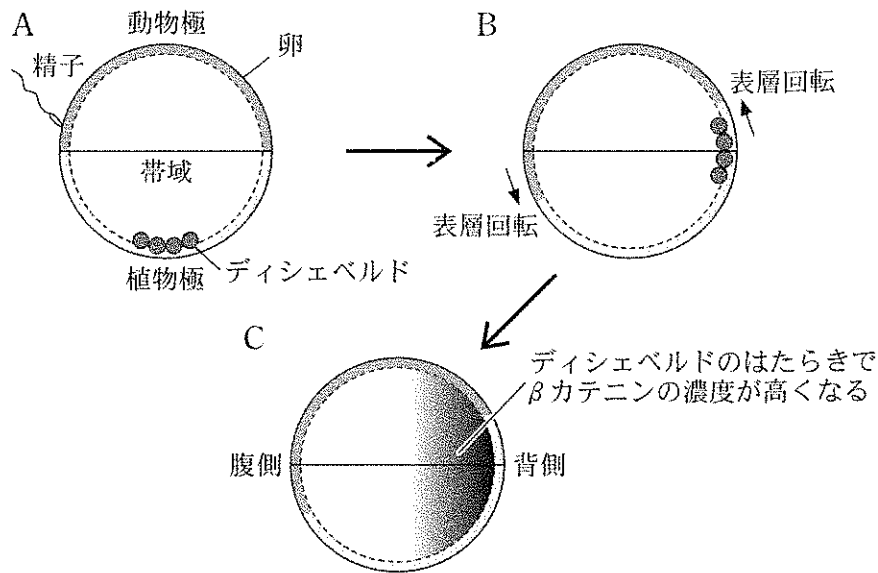 A
動物極
精子
卵
帯域
植物極
ディシェベルド
B
表層回転
表層回転
C
ディシェベルドのはたらきで
βカテニンの濃度が高くなる
腹側
背側